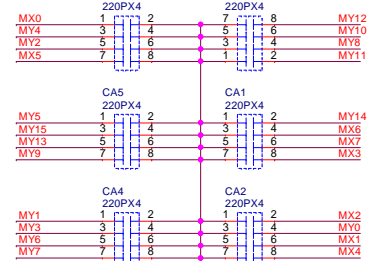 220PX4 220PX4
MX0 1 2 7 8 MY12
MY4 3 4 5 6 MY10
MY2 5 6 3 4 MY8
MX5 7 8 1 2 MY11
CA5 CA1
220PX4 220PX4
MY5 1 2 1 2 MY14
MY15 3 4 3 4 MX6
MY13 5 6 5 6 MX7
MY9 7 8 7 8 MX3
CA4 CA2
220PX4 220PX4
MY1 1 2 1 2 MX2
MY3 3 4 3 4 MY0
MY6 5 6 5 6 MX1
MY7 7 8 7 8 MX4